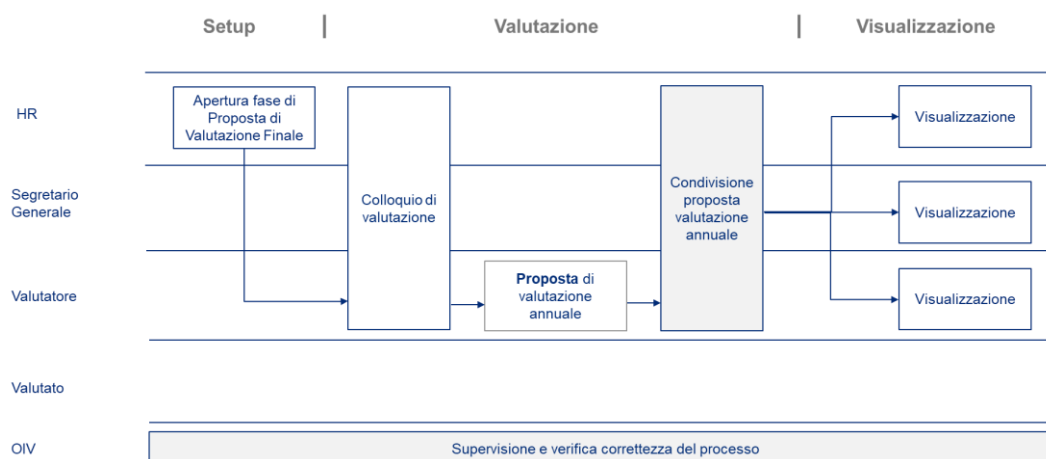 Setup | Valutazione | Visualizzazione
HR
Apertura fase di
Proposta di
Valutazione Finale
Visualizzazione
Segretario
Generale
Colloquio di
valutazione
Condivisione
proposta
valutazione
annuale
Visualizzazione
Valutatore
Proposta di
valutazione
annuale
Visualizzazione
Valutato
OIV
Supervisione e verifica correttezza del processo